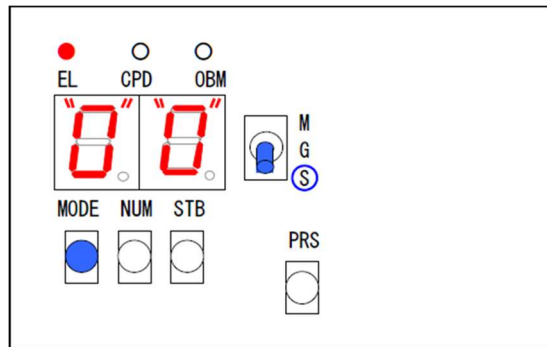 EL CPD OBM
"0" "0"
M
G
S
MODE NUM STB
PRS